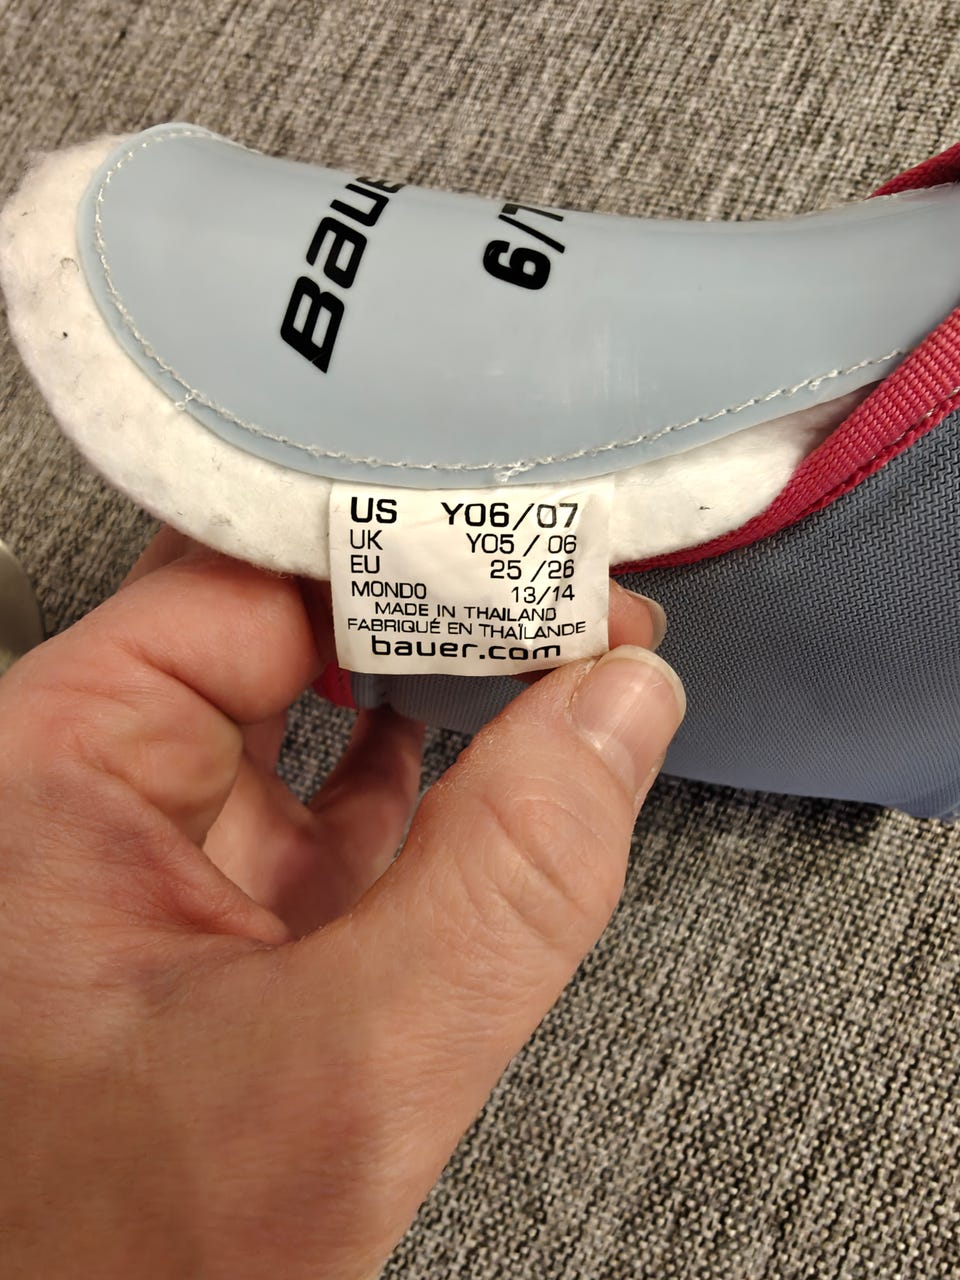 Bauer
6/7
US Y06/07
UK Y05 / 06
EU 25 /26
MONDO 13/14
MADE IN THAILAND
FABRIQUÉ EN THAÏLANDE
bauer.com